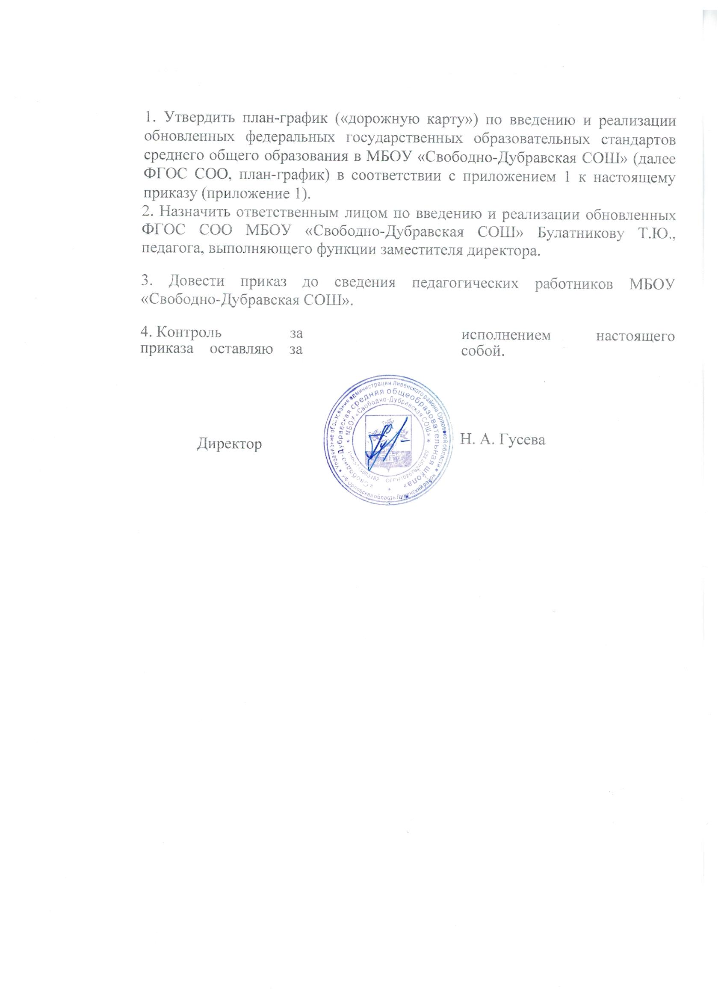 1. Утвердить план-график («дорожную карту») по введению и реализации
обновленных федеральных государственных образовательных стандартов
среднего общего образования в МБОУ «Свободно-Дубравская СОШ» (далее
ФГОС СОО, план-график) в соответствии с приложением 1 к настоящему
приказу (приложение 1).
2. Назначить ответственным лицом по введению и реализации обновленных
ФГОС СОО МБОУ «Свободно-Дубравская СОШ» Булатникову Т.Ю.,
педагога, выполняющего функции заместителя директора.
3. Довести приказ до сведения педагогических работников МБОУ
«Свободно-Дубравская СОШ».
4. Контроль за исполнением настоящего
приказа оставляю за собой.
Управление образования администрации Ливенского района Орловской области
* РФ Орловская область Ливенский район *
«Свободно-Дубравская средняя общеобразовательная школа»
* МБОУ «Свободно-Дубравская СОШ» *
ОГРН1025702457329
Директор
Н. А. Гусева